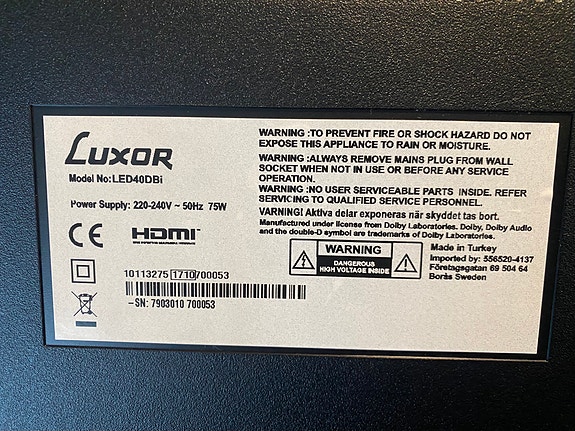 LUXOR
Model No:LED40DBi
Power Supply: 220-240V ~ 50Hz 75W
CE HDMI
10113275 1710 700053
–SN: 7903010 700053
WARNING :TO PREVENT FIRE OR SHOCK HAZARD DO NOT
EXPOSE THIS APPLIANCE TO RAIN OR MOISTURE.
WARNING :ALWAYS REMOVE MAINS PLUG FROM WALL
SOCKET WHEN NOT IN USE OR BEFORE ANY SERVICE
OPERATION.
WARNING :NO USER SERVICEABLE PARTS INSIDE. REFER
SERVICING TO QUALIFIED SERVICE PERSONNEL.
VARNING! Aktiva delar exponeras när skyddet tas bort.
Manufactured under license from Dolby Laboratories. Dolby, Dolby Audio
and the double-D symbol are trademarks of Dolby Laboratories.
WARNING
DANGEROUS
HIGH VOLTAGE INSIDE
Made in Turkey
Imported by: 556520-4137
Företagsgatan 69 504 64
Borås Sweden